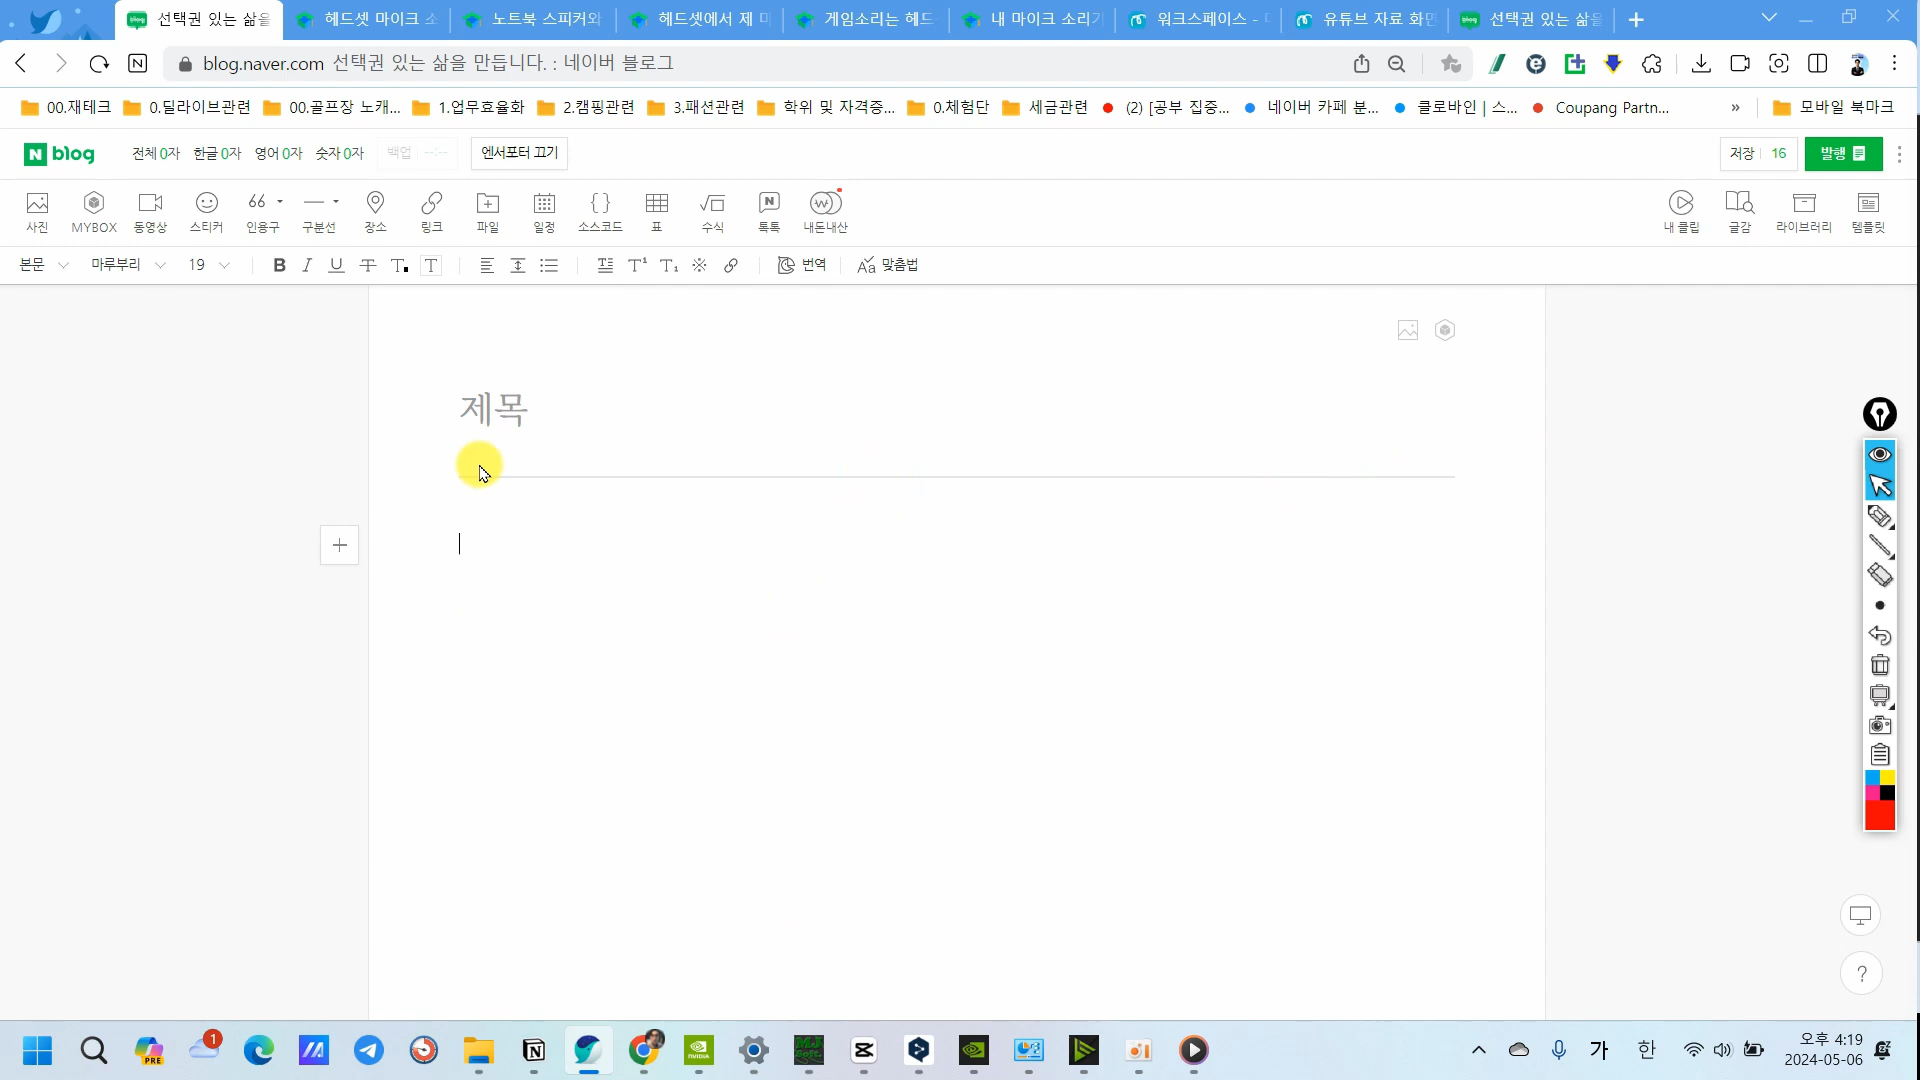 선택권 있는 삶을
헤드셋 마이크 소
노트북 스피커와
헤드셋에서 제 미
게임소리는 헤드
내 마이크 소리기
워크스페이스 -
유튜브 자료 화면
선택권 있는 삶을
blog.naver.com 선택권 있는 삶을 만듭니다. : 네이버 블로그
00.재테크
0.딜라이브관련
00.골프장 노캐...
1.업무효율화
2.캠핑관련
3.패션관련
학위 및 자격증...
0.체험단
세금관련
(2) [공부 집중...
네이버 카페 분...
클로바인 | 스...
Coupang Partn...
»
모바일 북마크
N blog
전체 0자 한글 0자 영어 0자 숫자 0자
백업 --:--
엔서포터 끄기
저장 16
발행
사진
MYBOX
동영상
스티커
인용구
구분선
장소
링크
파일
일정
소스코드
표
수식
톡톡
내돈내산
내 클립
글감
라이브러리
템플릿
본문
마루부리
19
번역
맞춤법
제목
가
한
오후 4:19
2024-05-06